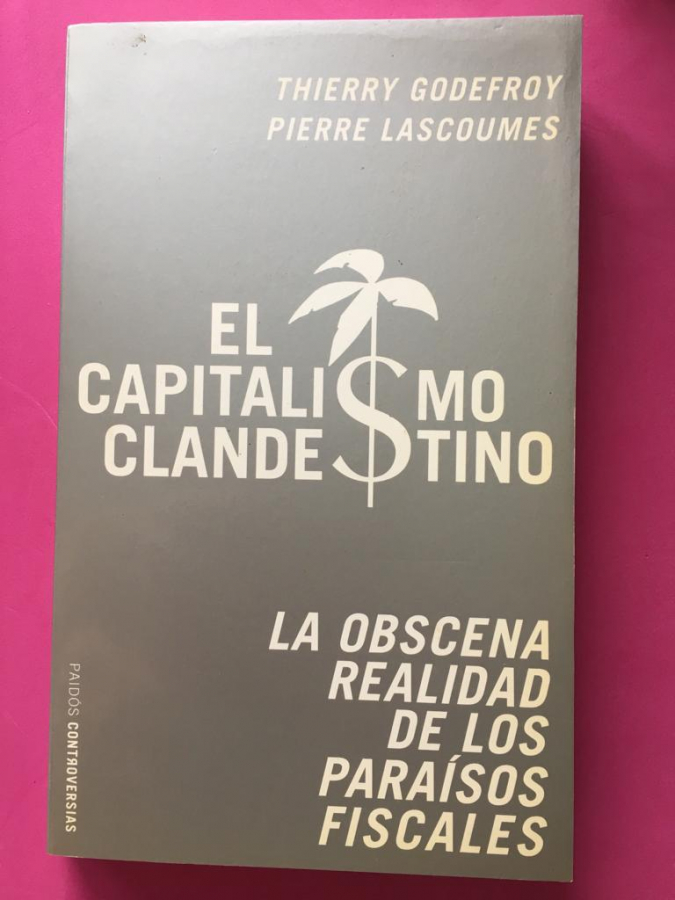 THIERRY GODEFROY
PIERRE LASCOUMES
EL
CAPITALI$MO
CLANDE$TINO
LA OBSCENA
REALIDAD
DE LOS
PARAÍSOS
FISCALES
PAIDÓS CONTROVERSIAS